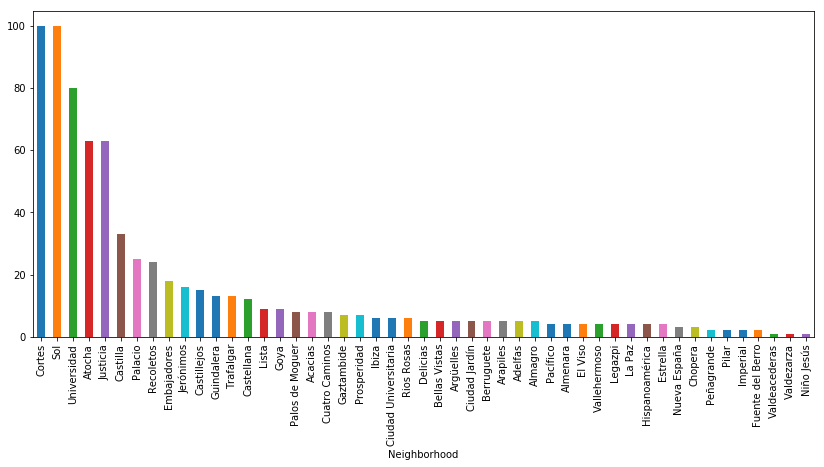 100
80
60
40
20
0
Cortes
Sol
Universidad
Atocha
Justicia
Castilla
Palacio
Recoletos
Embajadores
Jerónimos
Castillejos
Guindalera
Trafalgar
Castellana
Lista
Goya
Palos de Moguer
Acacias
Cuatro Caminos
Gaztambide
Prosperidad
Ibiza
Ciudad Universitaria
Rios Rosas
Delicias
Bellas Vistas
Argüelles
Ciudad Jardín
Berruguete
Arapiles
Adelfas
Almagro
Pacífico
Almenara
El Viso
Vallehermoso
Legazpi
La Paz
Hispanoamérica
Estrella
Nueva España
Chopera
Peñagrande
Pilar
Imperial
Fuente del Berro
Valdeacederas
Valdezarza
Niño Jesús
Neighborhood